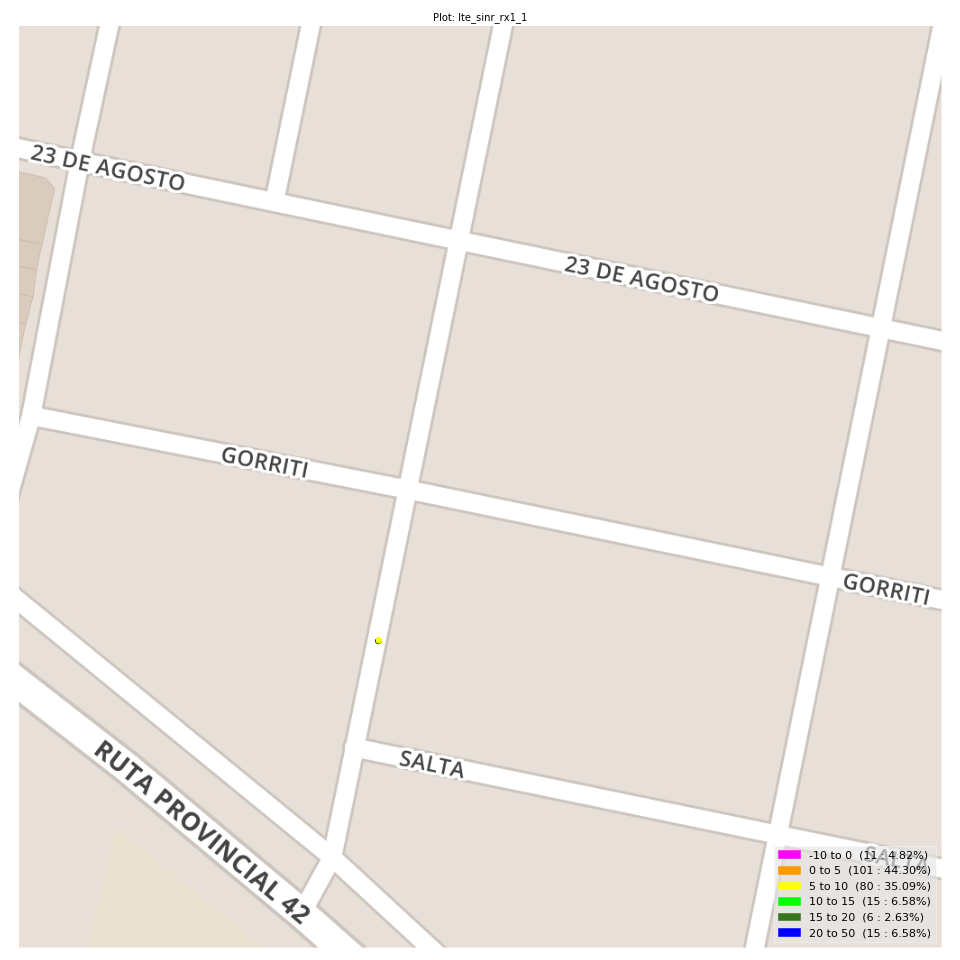 Plot: lte_sinr_rx1_1
23 DE AGOSTO
23 DE AGOSTO
GORRITI
GORRITI
SALTA
RUTA PROVINCIAL 42
SALTA
-10 to 0 (11 : 4.82%)
0 to 5 (101 : 44.30%)
5 to 10 (80 : 35.09%)
10 to 15 (15 : 6.58%)
15 to 20 (6 : 2.63%)
20 to 50 (15 : 6.58%)